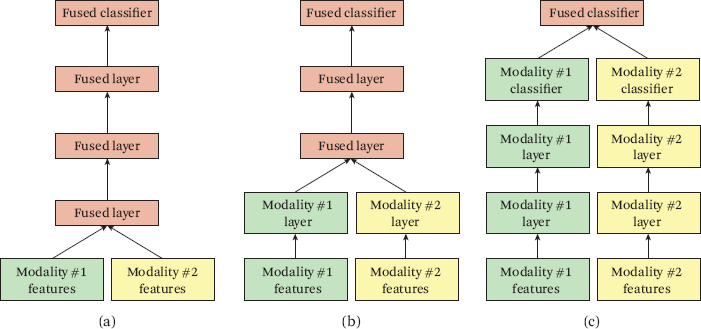 Fused classifier
Fused layer
Fused layer
Fused layer
Modality #1
features
Modality #2
features
(a)
Fused classifier
Fused layer
Fused layer
Modality #1
layer
Modality #2
layer
Modality #1
features
Modality #2
features
(b)
Fused classifier
Modality #1
classifier
Modality #2
classifier
Modality #1
layer
Modality #2
layer
Modality #1
layer
Modality #2
layer
Modality #1
features
Modality #2
features
(c)